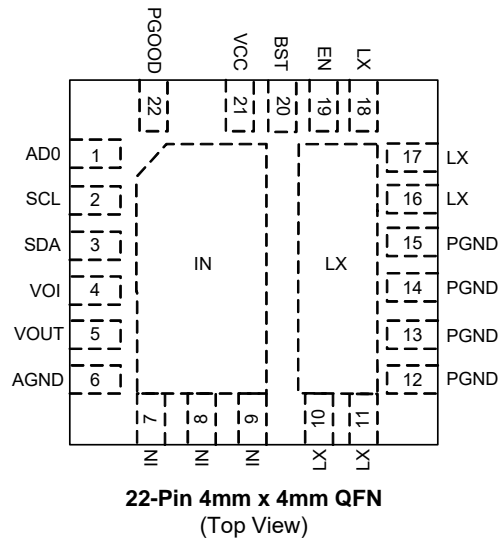 PGOOD VCC BST EN LX
22 21 20 19 18
AD0 1 17 LX
SCL 2 16 LX
SDA 3 15 PGND
VOI 4 IN LX 14 PGND
VOUT 5 13 PGND
AGND 6 12 PGND
7 8 9 10 11
IN IN IN LX LX
22-Pin 4mm x 4mm QFN
(Top View)